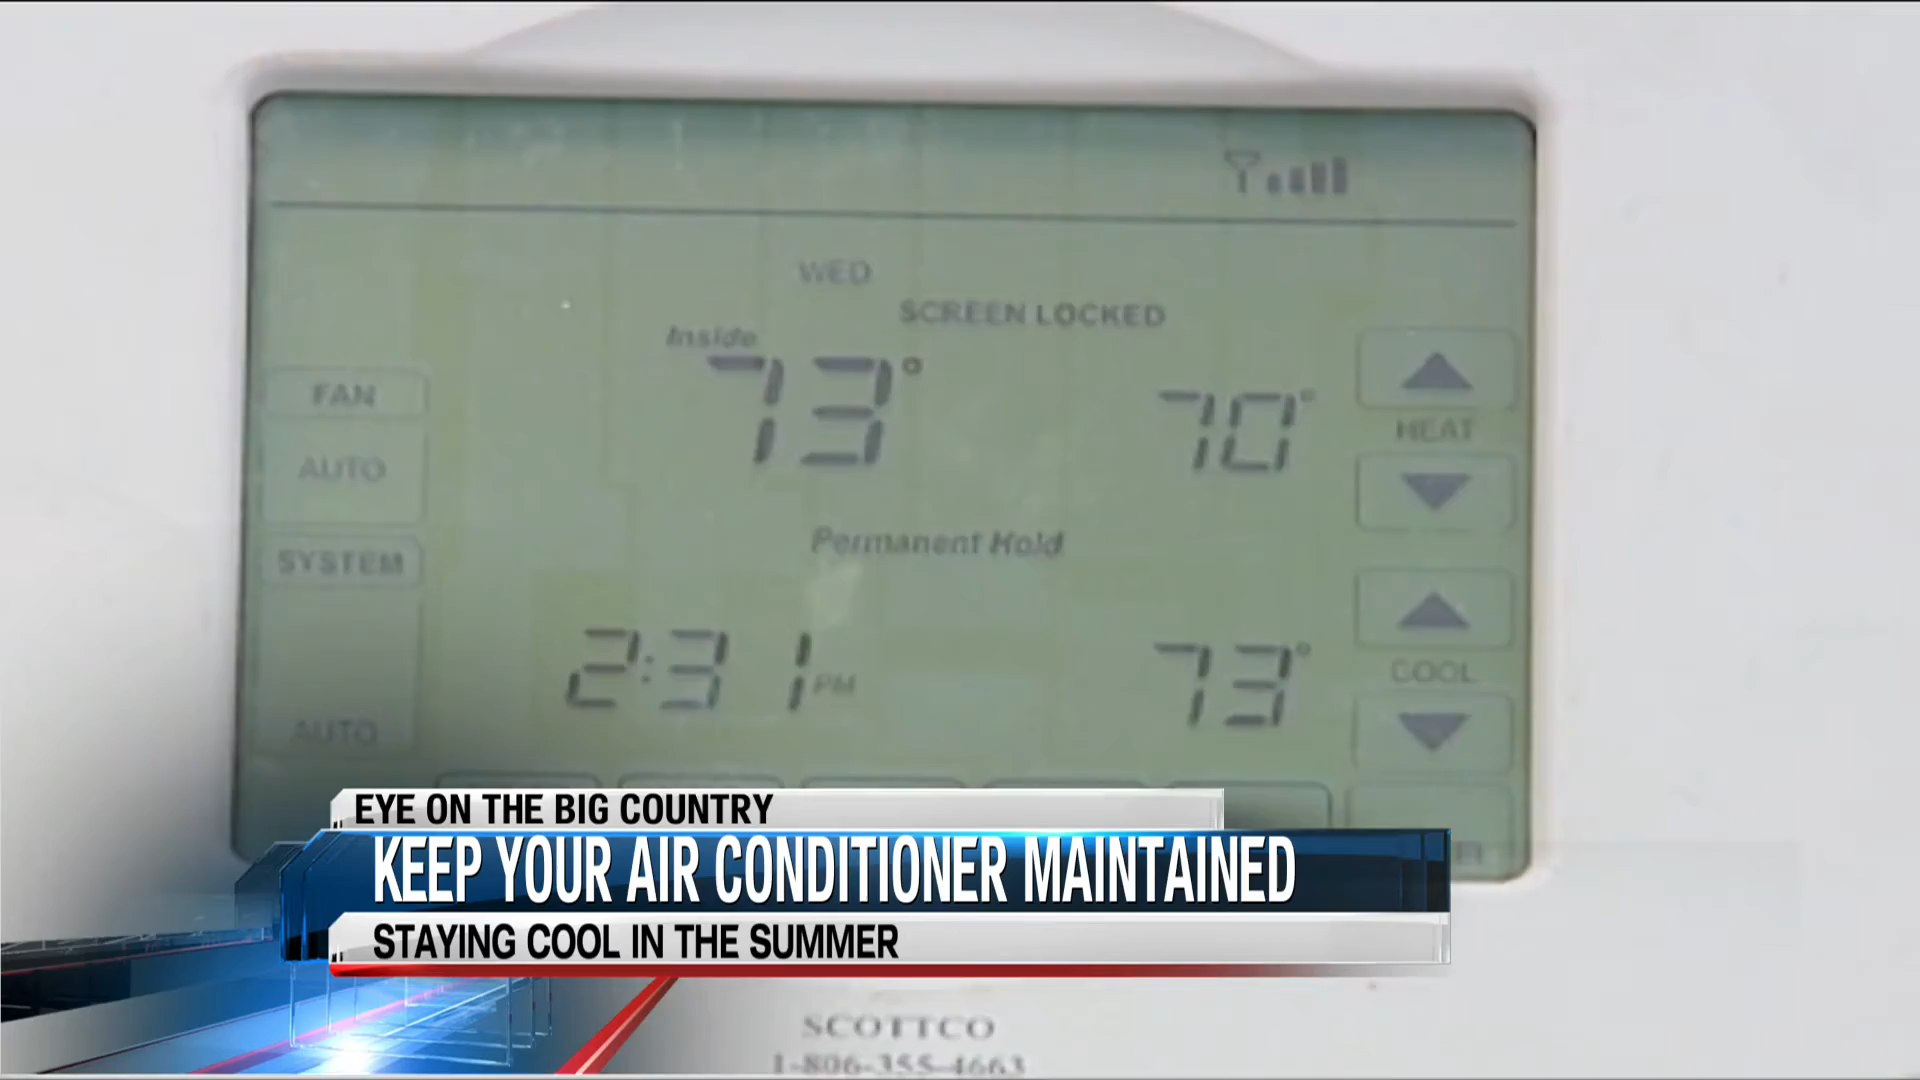 WED
SCREEN LOCKED
Inside
73°
70°
FAN
HEAT
AUTO
Permanent Hold
SYSTEM
2:31 PM
73°
COOL
AUTO
EYE ON THE BIG COUNTRY
KEEP YOUR AIR CONDITIONER MAINTAINED
STAYING COOL IN THE SUMMER
SCOTTCO
1-806-355-4663